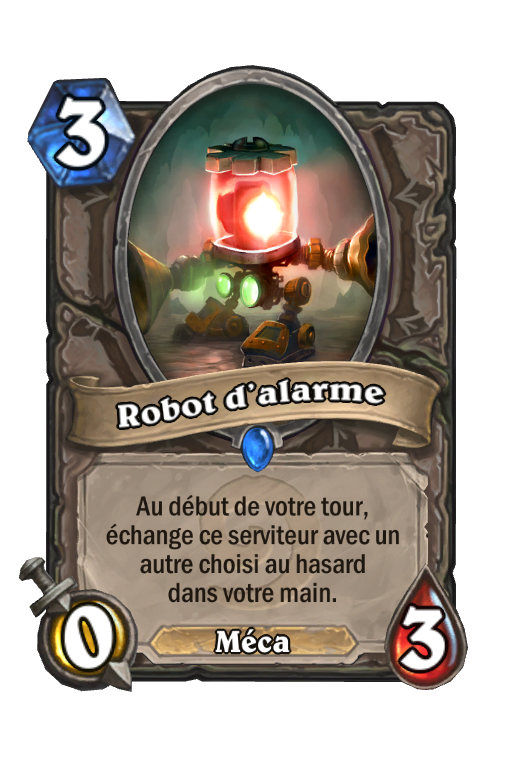 3
Robot d'alarme
Au début de votre tour,
échange ce serviteur avec un
autre choisi au hasard
dans votre main.
0
Méca
3